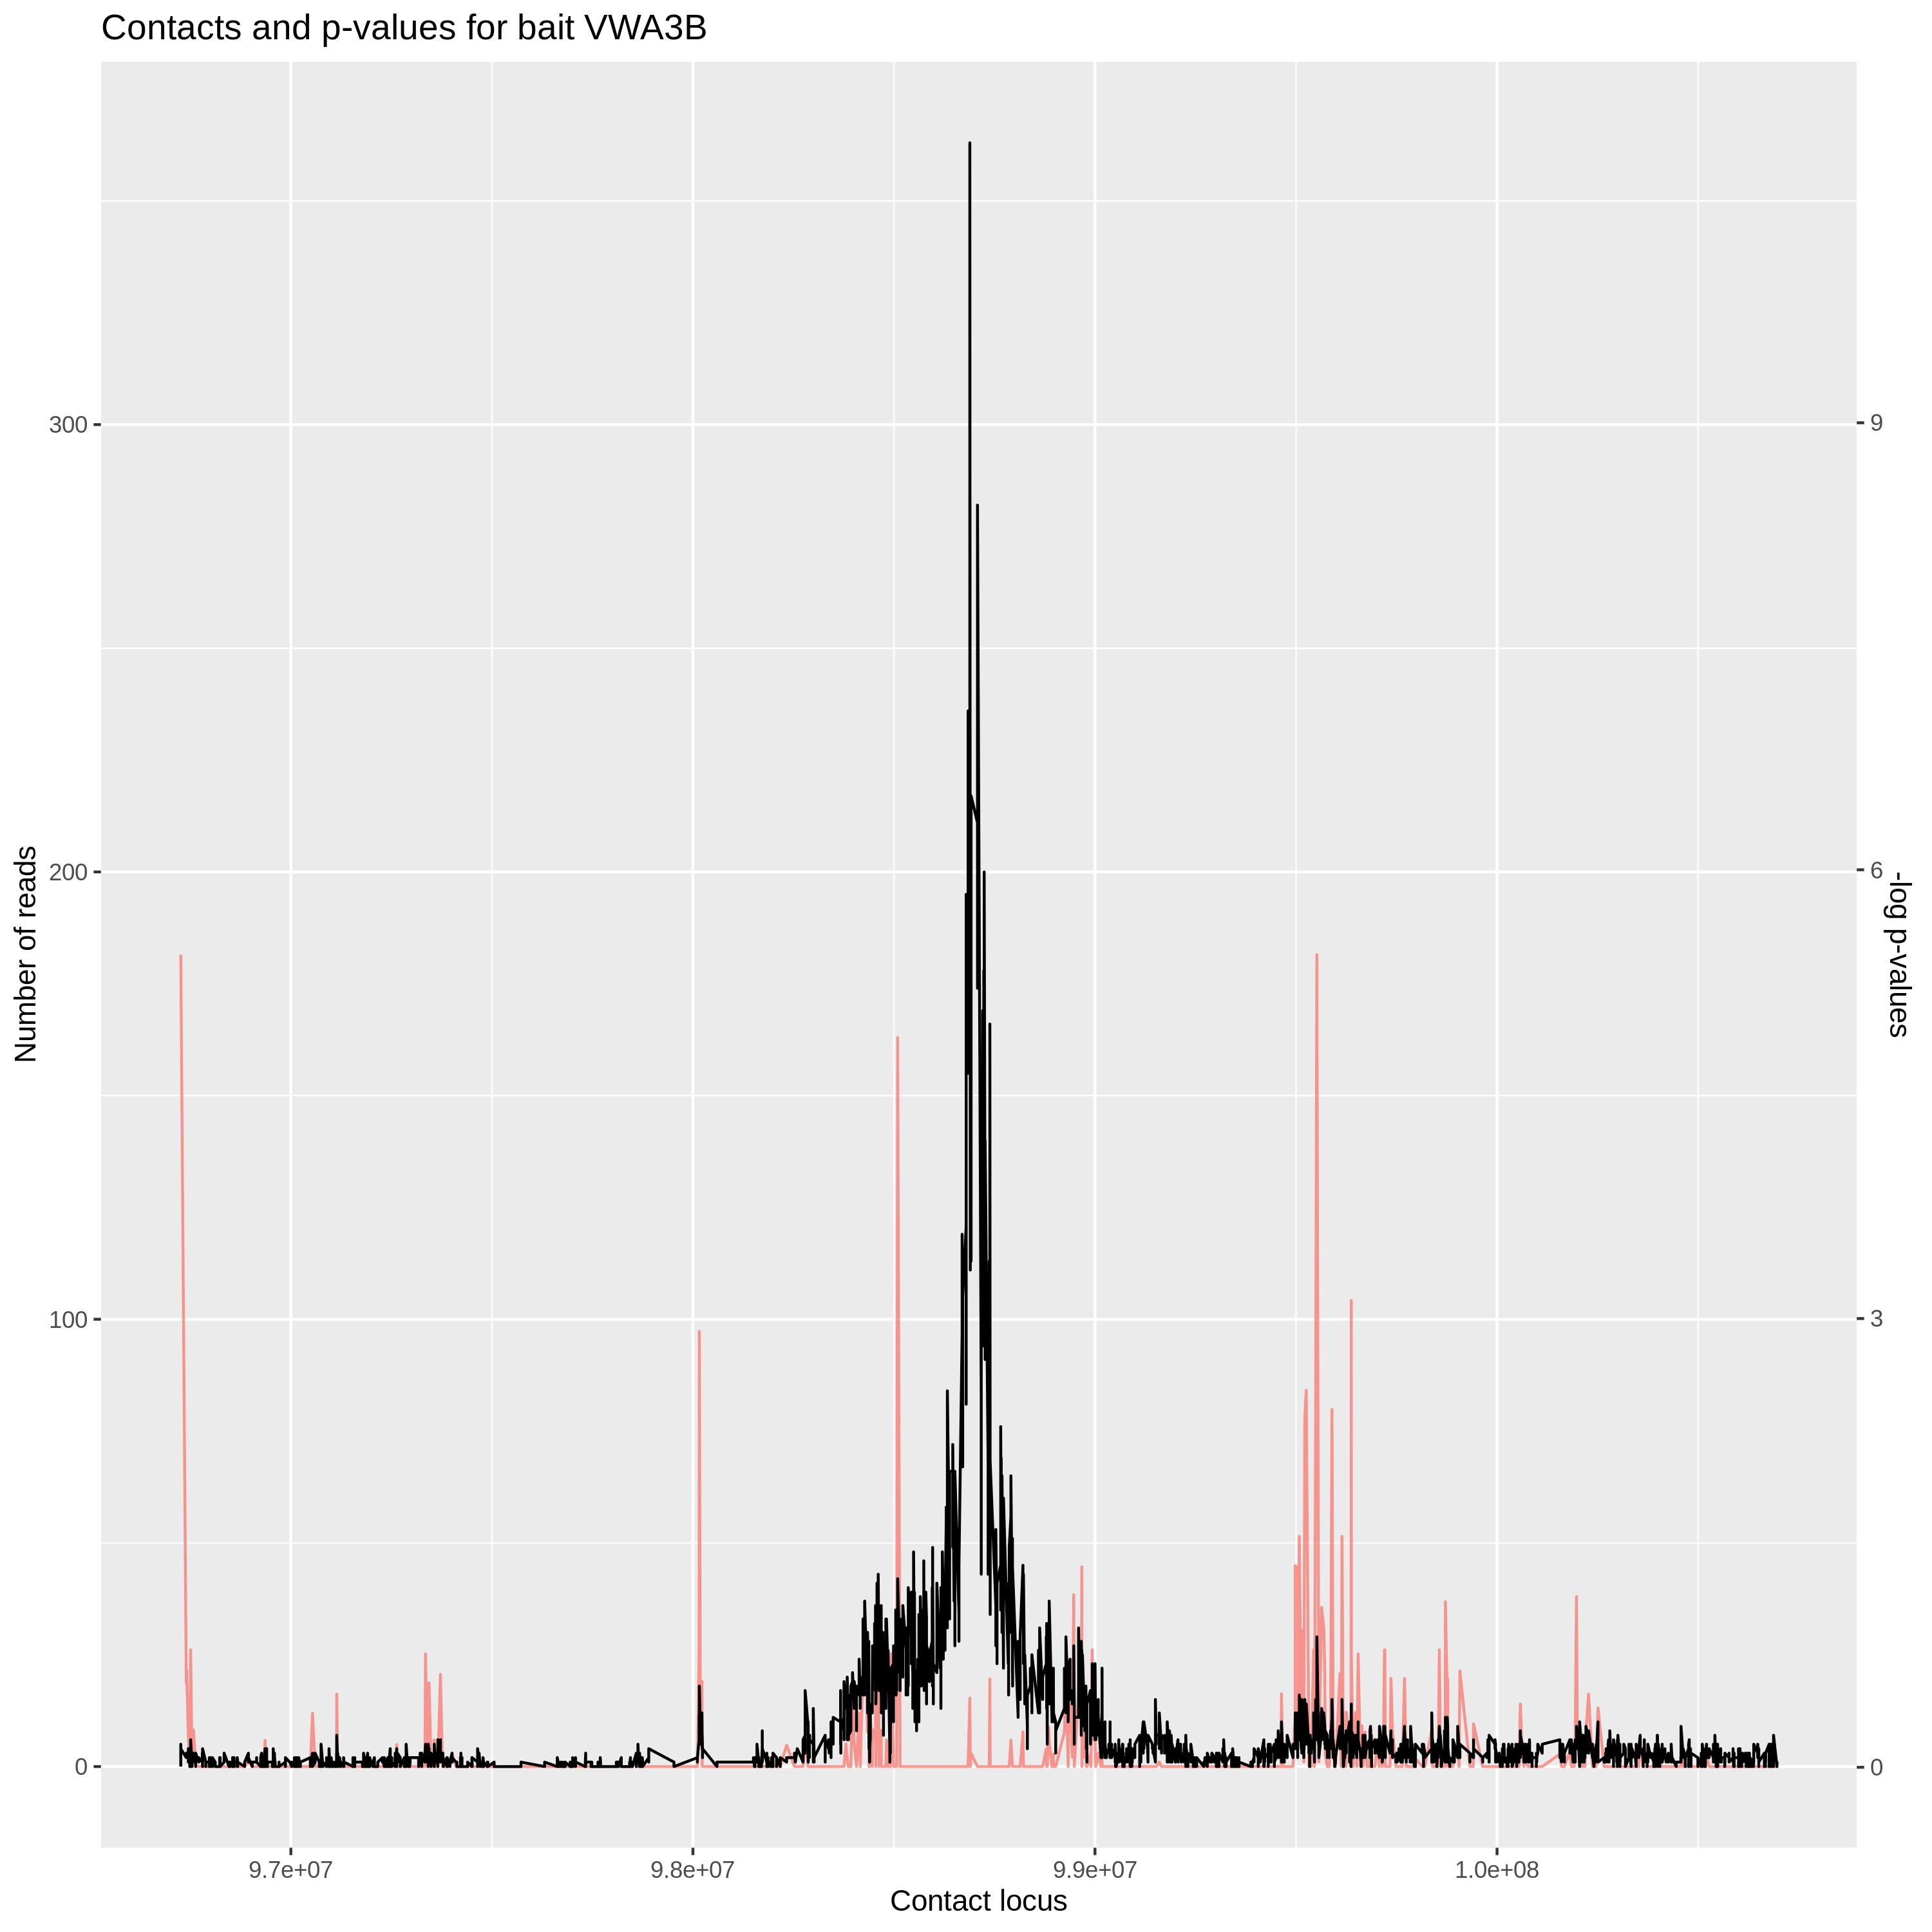 Contacts and p-values for bait VWA3B
Number of reads
300
200
100
0
9
6
3
0
-log p-values
9.7e+07
9.8e+07
9.9e+07
1.0e+08
Contact locus